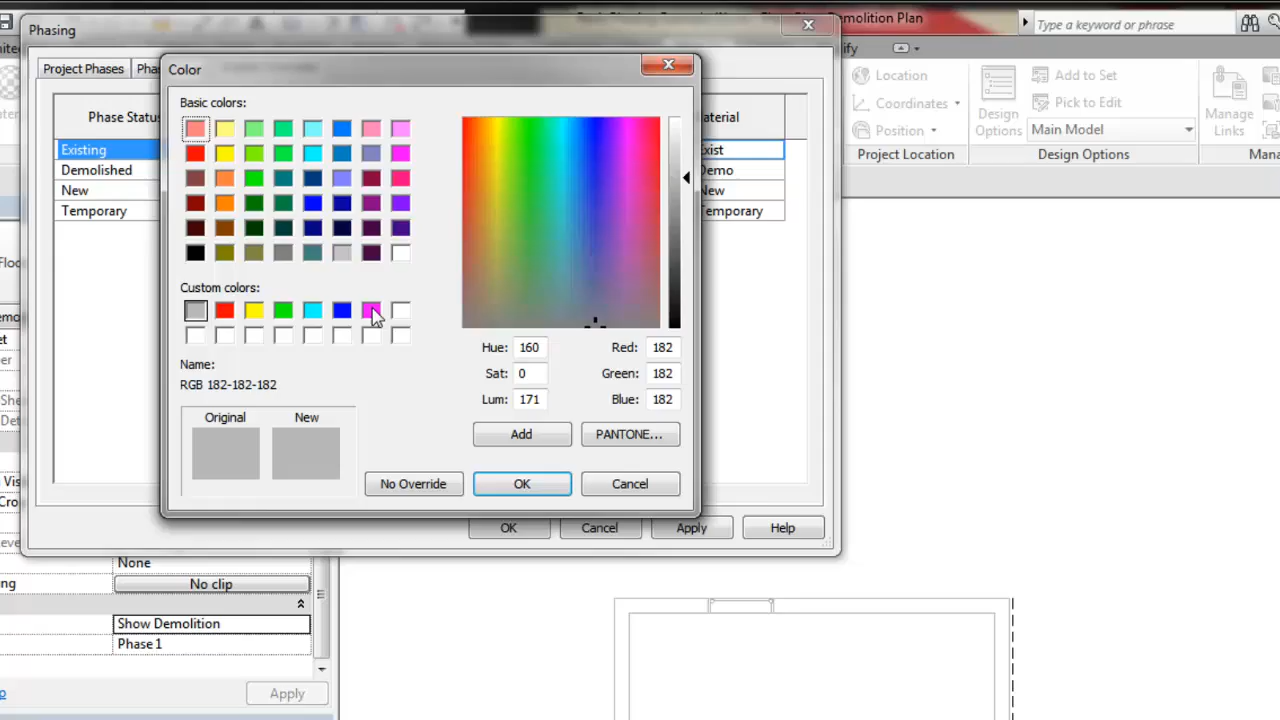 Demolition Plan
Type a keyword or phrase
Phasing
Project Phases
Phase Status
Existing
Demolished
New
Temporary
Material
Exist
Demo
New
Temporary
Color
Basic colors:
Custom colors:
Name:
RGB 182-182-182
Original
New
Hue: 160
Red: 182
Sat: 0
Green: 182
Lum: 171
Blue: 182
Add
PANTONE...
No Override
OK
Cancel
OK
Cancel
Apply
Help
Location
Coordinates
Position
Project Location
Design
Options
Add to Set
Pick to Edit
Main Model
Design Options
Manage
Links
None
No clip
Show Demolition
Phase 1
Apply